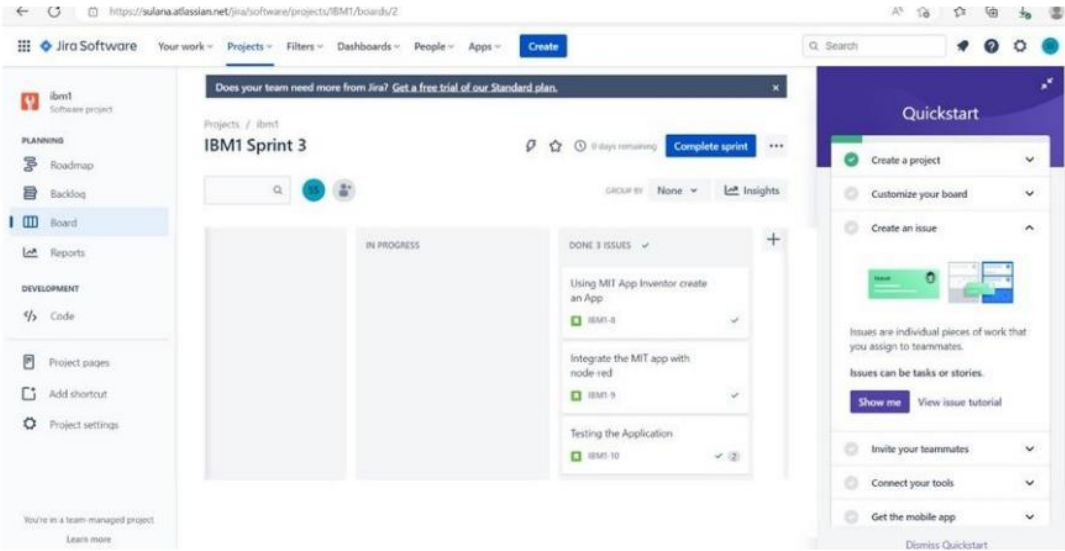 https://sulana.atlassian.net/jira/software/projects/IBM1/boards/2
Jira Software Your work Projects Filters Dashboards People Apps Create Search
ibm1
Software project
PLANNING
Roadmap
Backlog
Board
Reports
DEVELOPMENT
Code
Project pages
Add shortcut
Project settings
You're in a team-managed project
Learn more
Does your team need more from Jira? Get a free trial of our Standard plan.
Projects / ibm1
IBM1 Sprint 3
0 days remaining Complete sprint
SS
GROUP BY None Insights
IN PROGRESS
DONE 3 ISSUES
Using MIT App Inventor create
an App
IBM1-8
Integrate the MIT app with
node-red
IBM1-9
Testing the Application
IBM1-10 2
Quickstart
Create a project
Customize your board
Create an issue
Issues are individual pieces of work that
you assign to teammates.
Issues can be tasks or stories.
Show me View issue tutorial
Invite your teammates
Connect your tools
Get the mobile app
Dismiss Quickstart